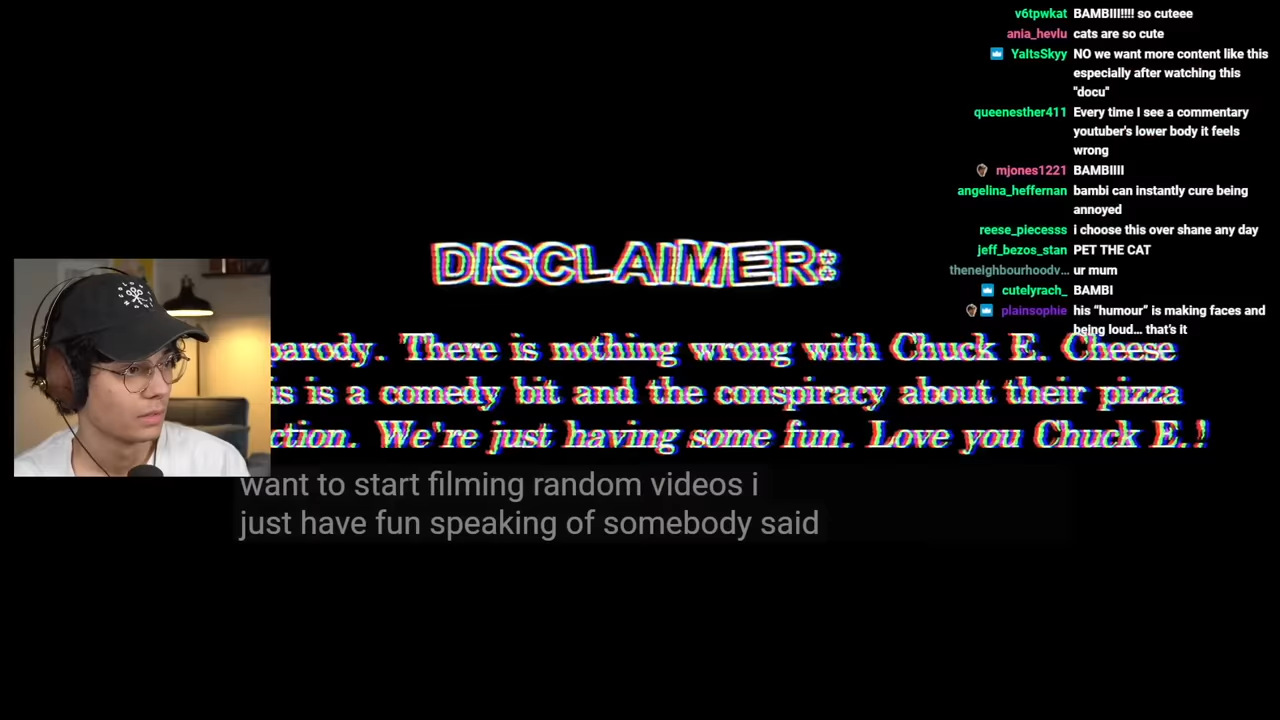 v6tpwkat BAMBIII!!!! so cuteee
ania_hevlu cats are so cute
YaItsSkyy NO we want more content like this
especially after watching this
"docu"
queenesther411 Every time I see a commentary
youtuber's lower body it feels
wrong
mjones1221 BAMBIIII
angelina_heffernan bambi can instantly cure being
annoyed
reese_piecesss i choose this over shane any day
jeff_bezos_stan PET THE CAT
theneighbourhoodv... ur mum
cutelyrach_ BAMBI
plainsophie his “humour” is making faces and
being loud... that's it
DISCLAIMER:
parody. There is nothing wrong with Chuck E. Cheese
is is a comedy bit and the conspiracy about their pizza
ction. We're just having some fun. Love you Chuck E.!
want to start filming random videos i
just have fun speaking of somebody said